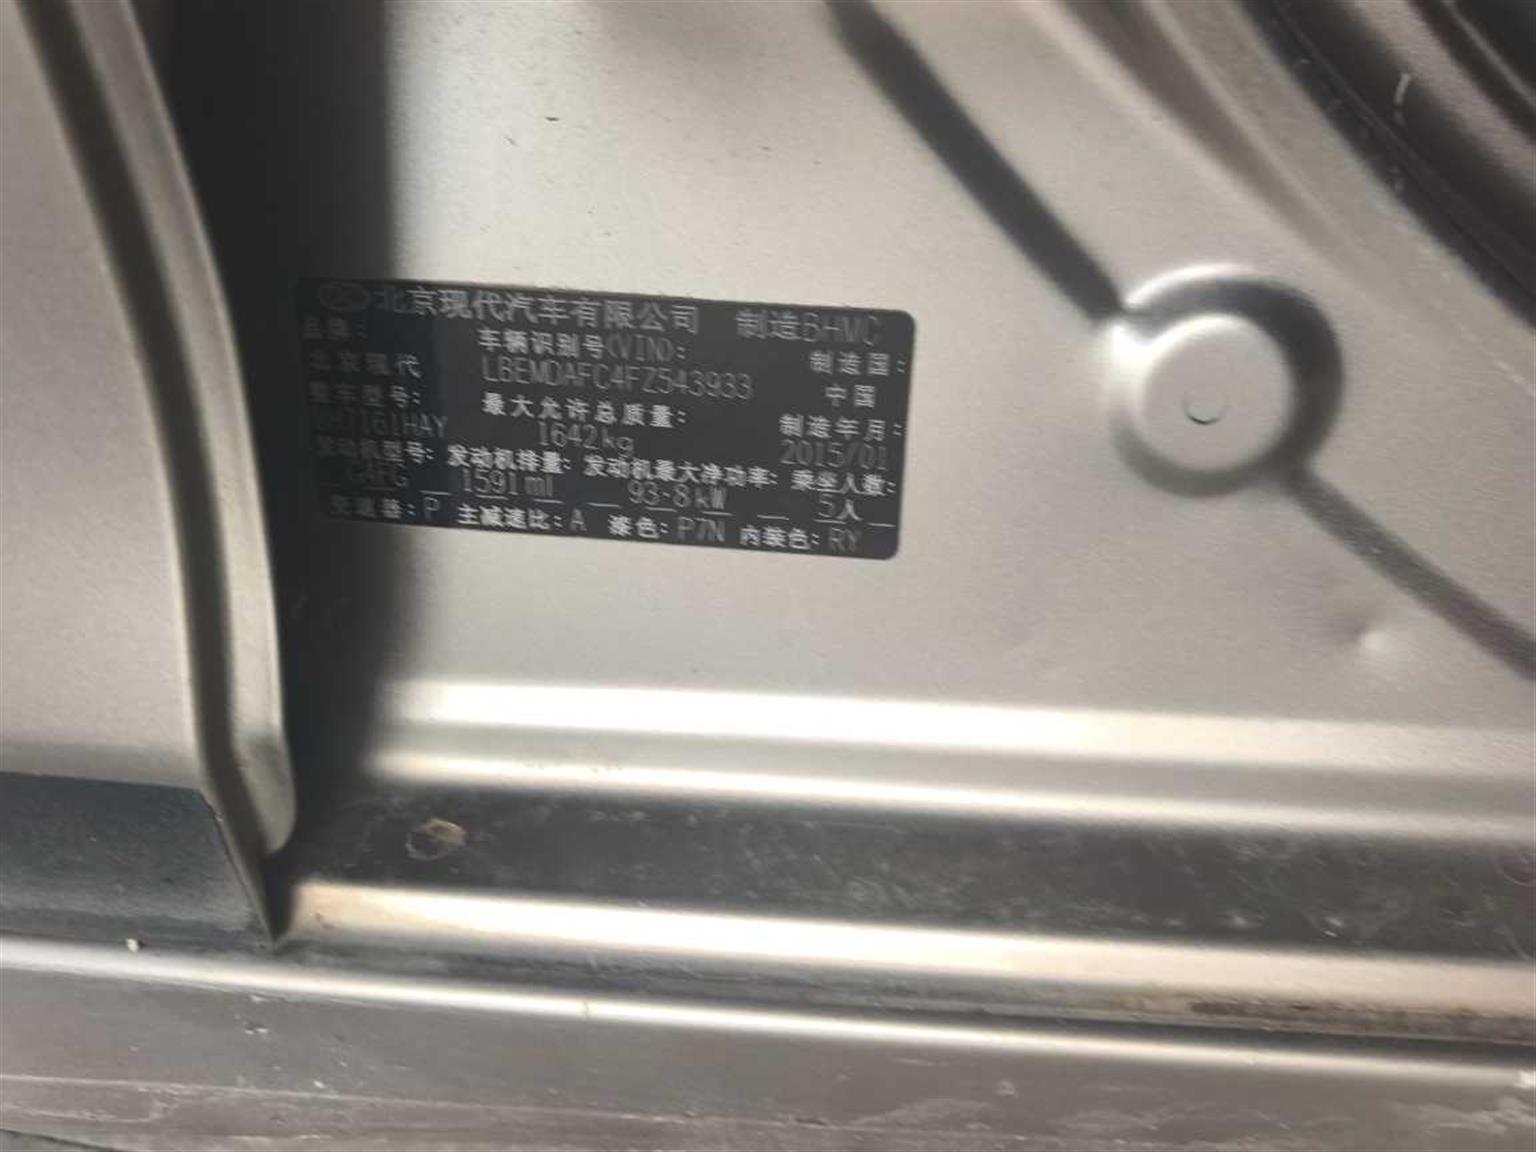 北京现代汽车有限公司 制造BHMC
品牌: 车辆识别号(VIN): 制造国:
北京现代 LBEMDAFC4FZ543933 中国
整车型号: 最大允许总质量: 制造年月:
BH7161HAY 1642kg 2015/01
发动机型号: 发动机排量: 发动机最大净功率: 乘坐人数:
G4FG 1591ml 93.8kW 5人
变速器: P 主减速比: A 漆色: P7N 内装色: RY